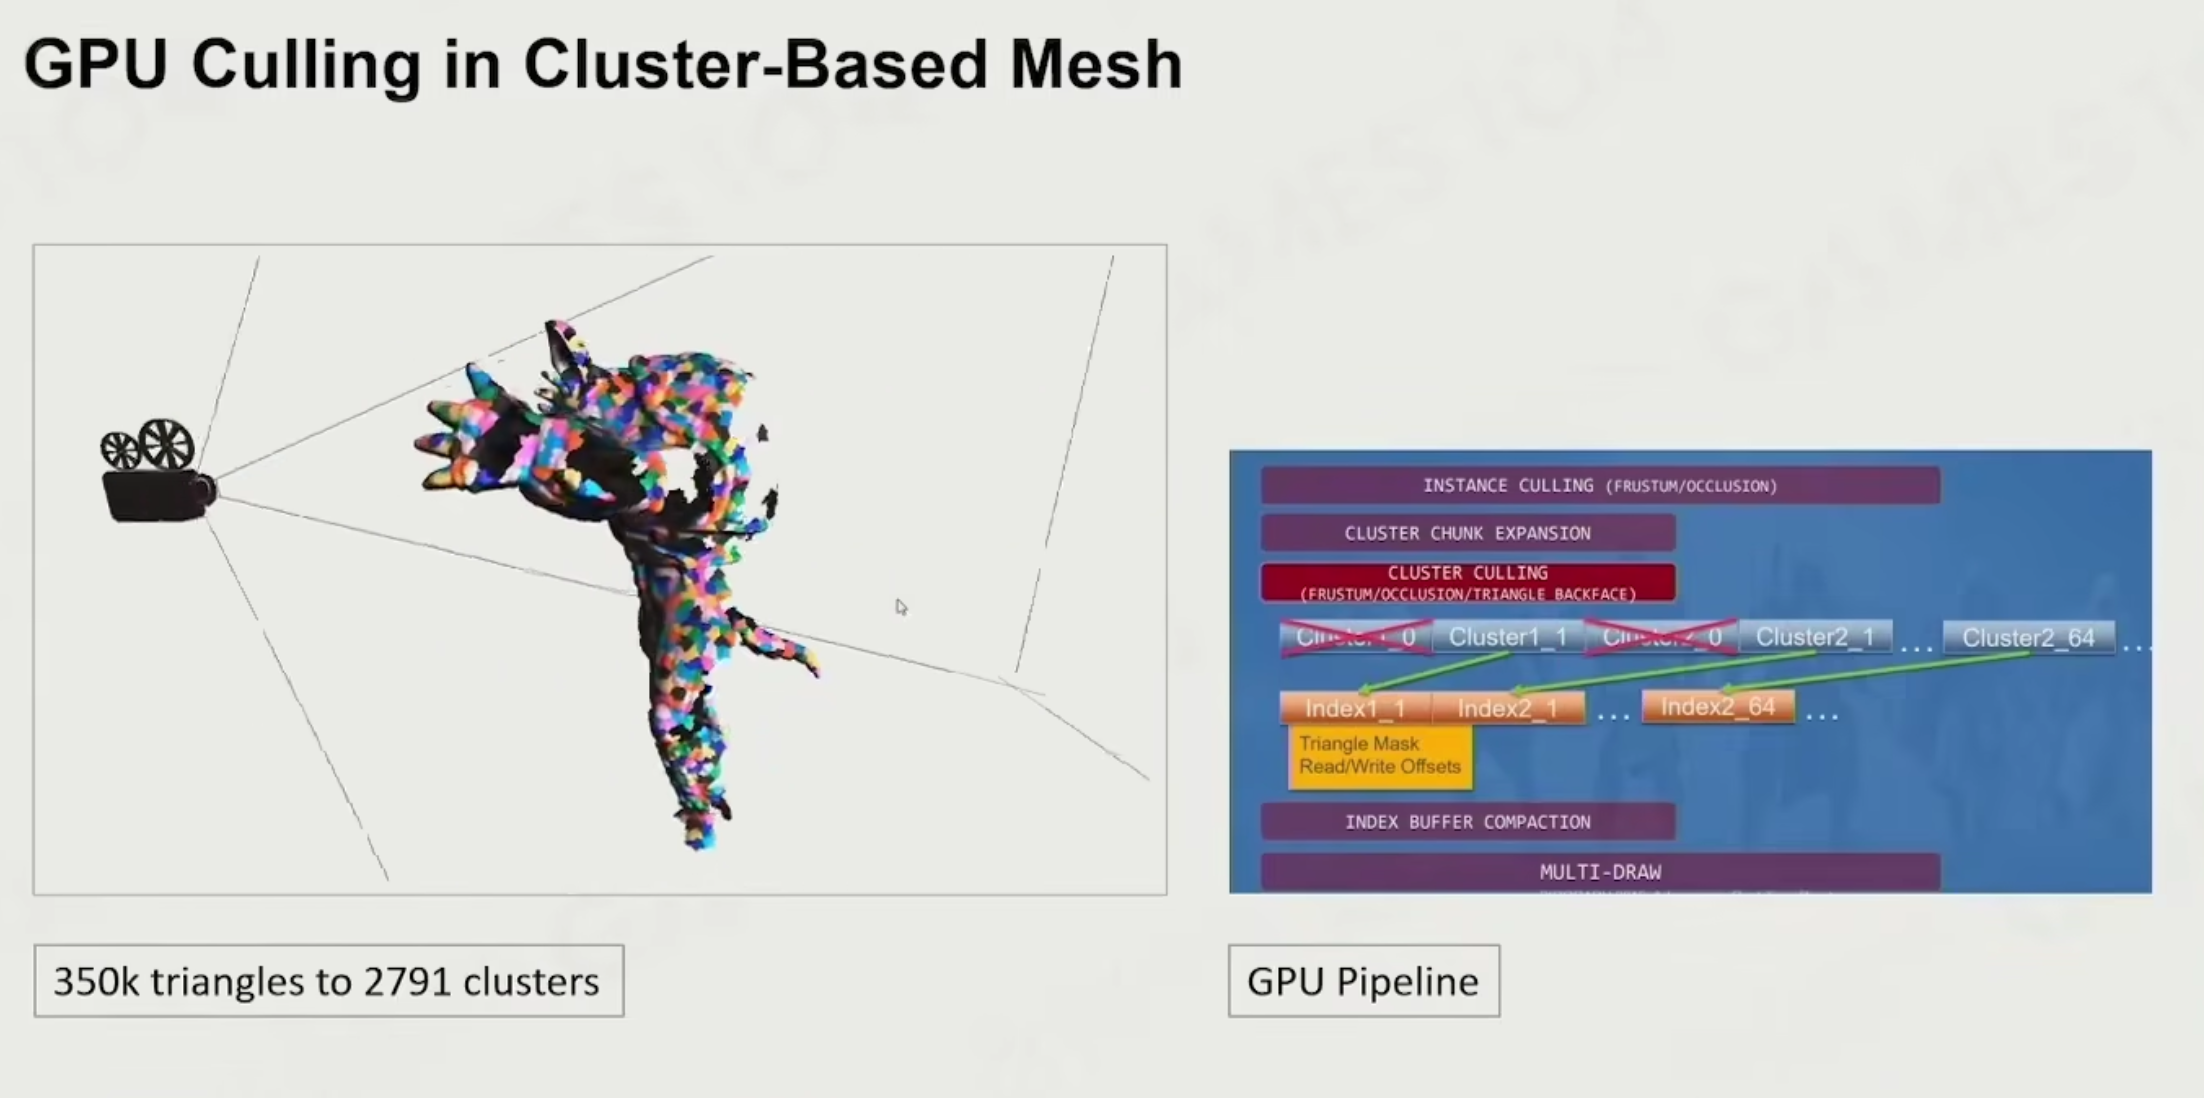 GPU Culling in Cluster-Based Mesh
INSTANCE CULLING (FRUSTUM/OCCLUSION)
CLUSTER CHUNK EXPANSION
CLUSTER CULLING
(FRUSTUM/OCCLUSION/TRIANGLE BACKFACE)
Cluster1_0 Cluster1_1 Cluster2_0 Cluster2_1 ... Cluster2_64 ...
Index1_1 Index2_1 ... Index2_64 ...
Triangle Mask
Read/Write Offsets
INDEX BUFFER COMPACTION
MULTI-DRAW
350k triangles to 2791 clusters
GPU Pipeline